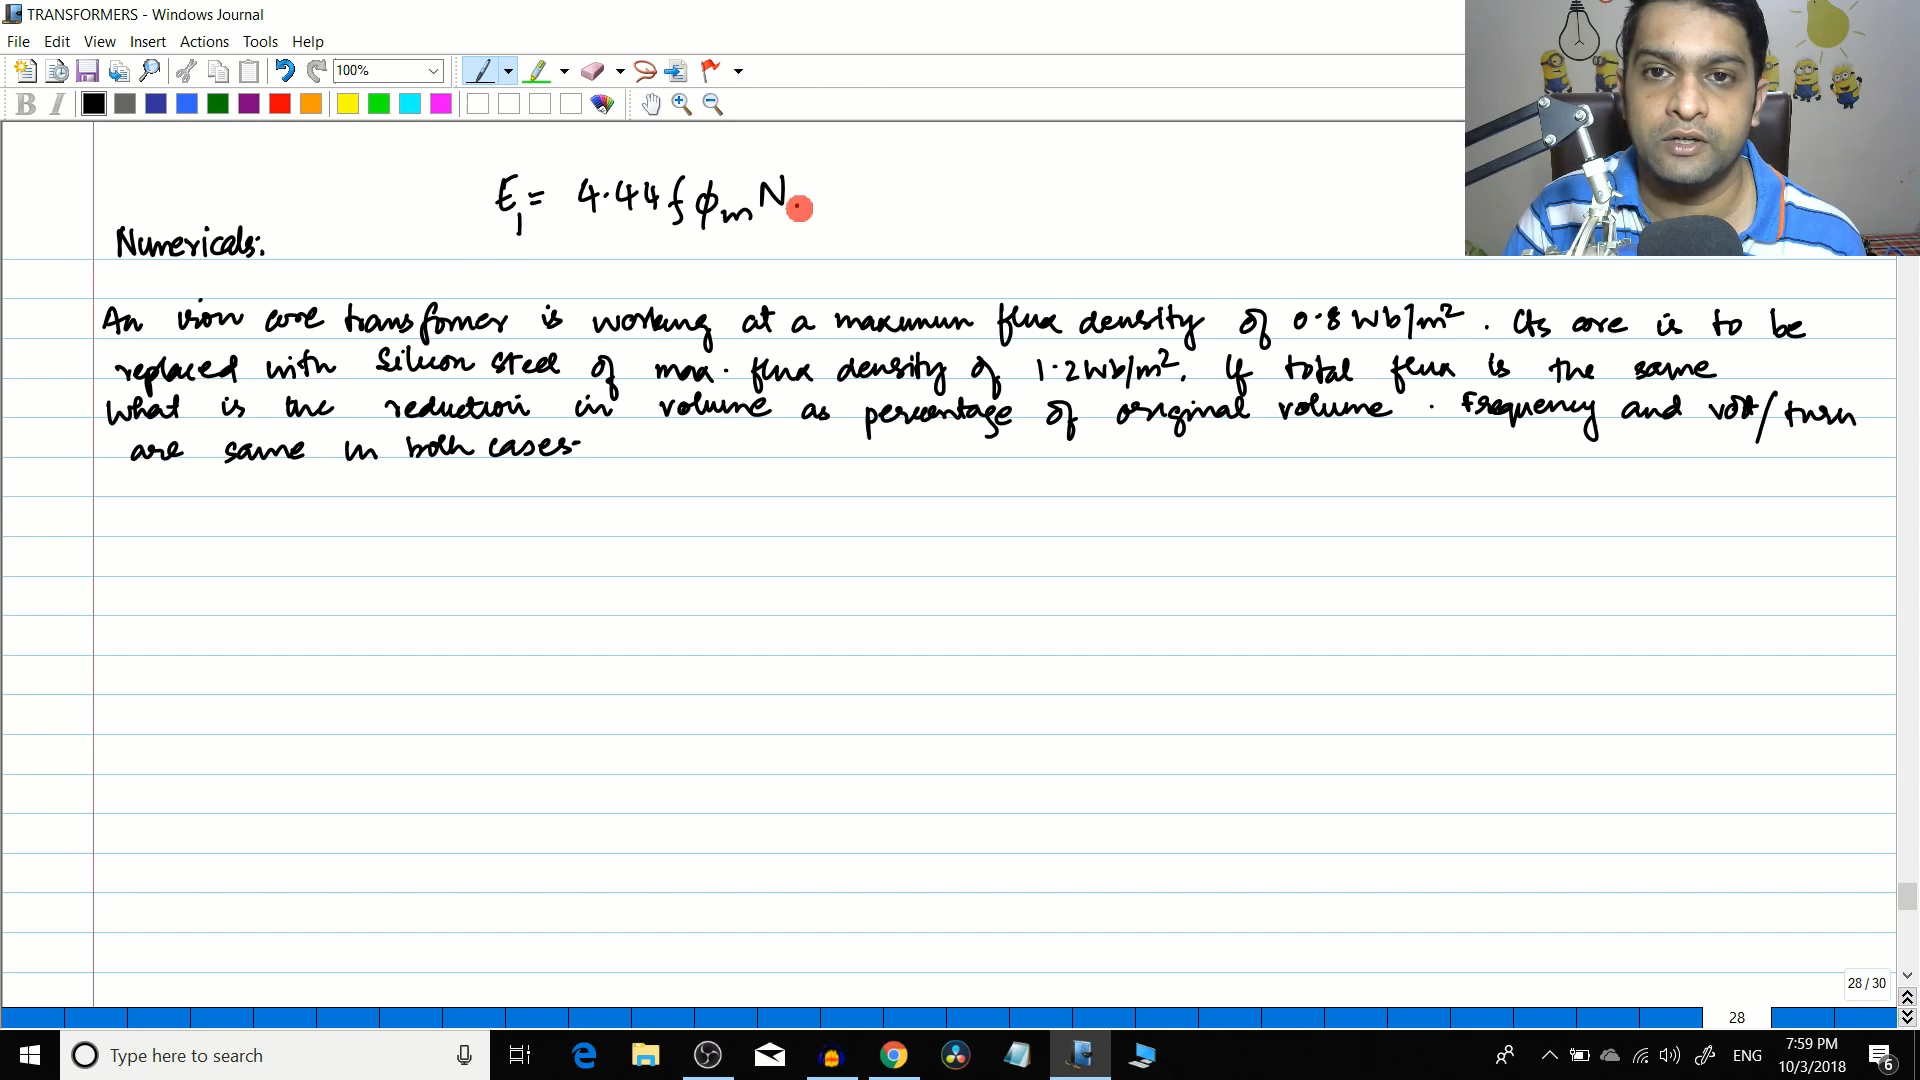 TRANSFORMERS - Windows Journal
File Edit View Insert Actions Tools Help
100%
B I
E₁ = 4.44 f ϕm N
Numericals:
An iron core transformer is working at a maximum flux density of 0.8 Wb/m². Its core is to be
replaced with Silicon Steel of max. flux density of 1.2 Wb/m². If total flux is the same
what is the reduction in volume as percentage of original volume. Frequency and volt/turn
are same in both cases.
28 / 30
28
Type here to search
ENG
7:59 PM
10/3/2018
6